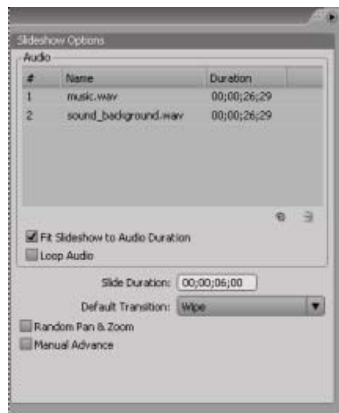 Slideshow Options
Audio
# Name Duration
1 music.wav 00;00;26;29
2 sound_background.wav 00;00;26;29
Fit Slideshow to Audio Duration
Loop Audio
Slide Duration: 00;00;06;00
Default Transition: Wipe
Random Pan & Zoom
Manual Advance